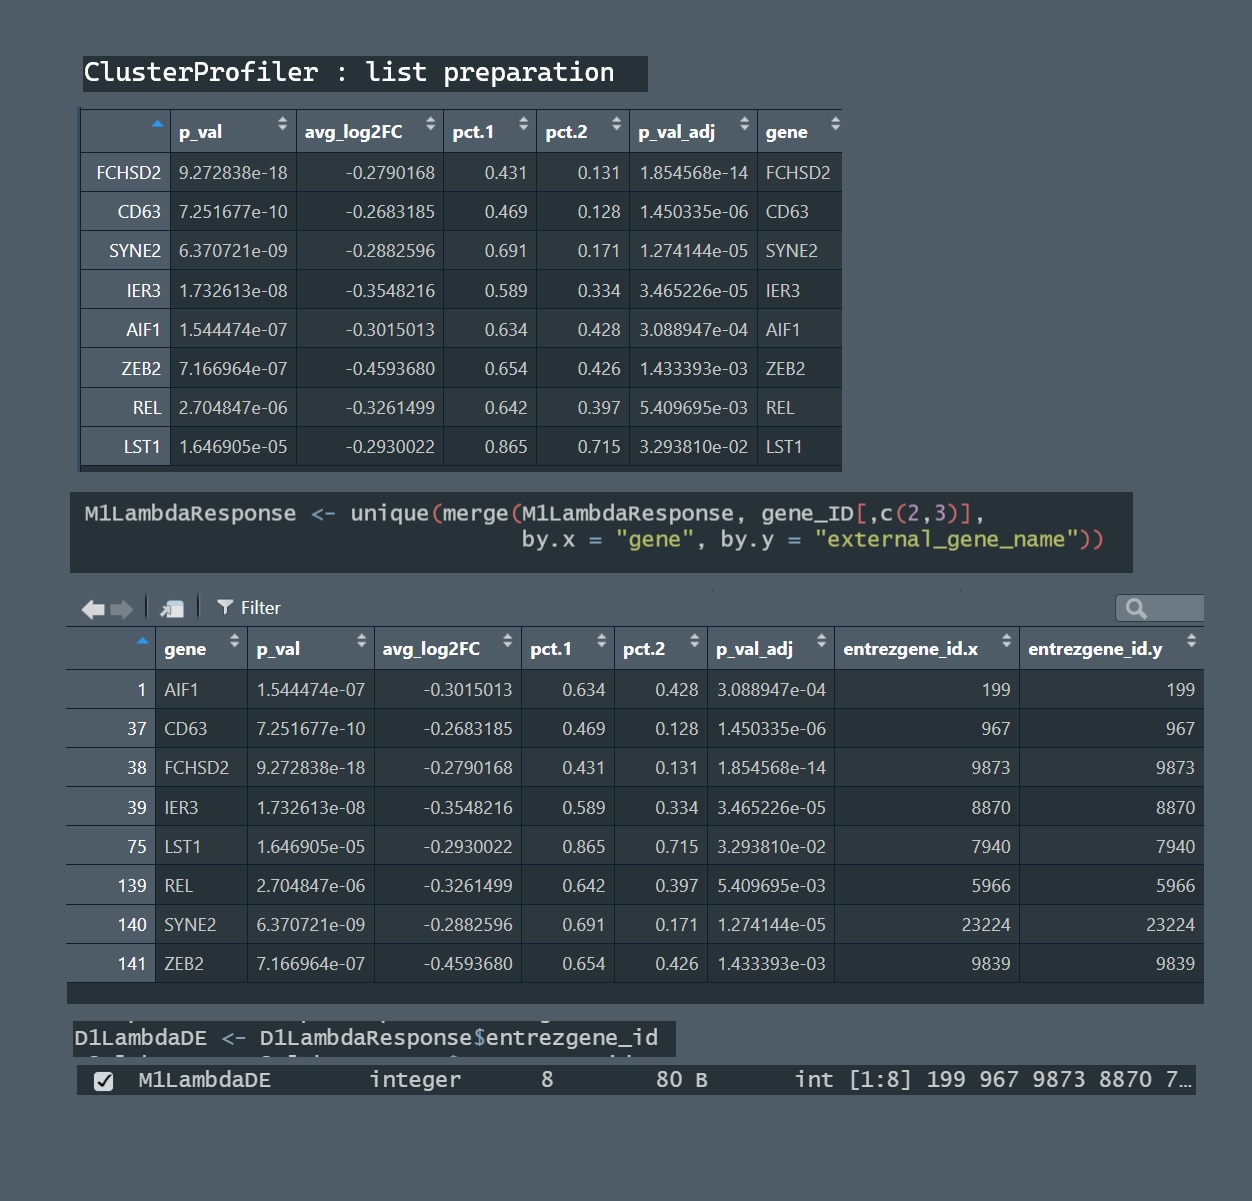 ClusterProfiler : list preparation
p_val avg_log2FC pct.1 pct.2 p_val_adj gene
FCHSD2 9.272838e-18 -0.2790168 0.431 0.131 1.854568e-14 FCHSD2
CD63 7.251677e-10 -0.2683185 0.469 0.128 1.450335e-06 CD63
SYNE2 6.370721e-09 -0.2882596 0.691 0.171 1.274144e-05 SYNE2
IER3 1.732613e-08 -0.3548216 0.589 0.334 3.465226e-05 IER3
AIF1 1.544474e-07 -0.3015013 0.634 0.428 3.088947e-04 AIF1
ZEB2 7.166964e-07 -0.4593680 0.654 0.426 1.433393e-03 ZEB2
REL 2.704847e-06 -0.3261499 0.642 0.397 5.409695e-03 REL
LST1 1.646905e-05 -0.2930022 0.865 0.715 3.293810e-02 LST1
M1LambdaResponse <- unique(merge(M1LambdaResponse, gene_ID[,c(2,3)],
by.x = "gene", by.y = "external_gene_name"))
Filter
gene p_val avg_log2FC pct.1 pct.2 p_val_adj entrezgene_id.x entrezgene_id.y
1 AIF1 1.544474e-07 -0.3015013 0.634 0.428 3.088947e-04 199 199
37 CD63 7.251677e-10 -0.2683185 0.469 0.128 1.450335e-06 967 967
38 FCHSD2 9.272838e-18 -0.2790168 0.431 0.131 1.854568e-14 9873 9873
39 IER3 1.732613e-08 -0.3548216 0.589 0.334 3.465226e-05 8870 8870
75 LST1 1.646905e-05 -0.2930022 0.865 0.715 3.293810e-02 7940 7940
139 REL 2.704847e-06 -0.3261499 0.642 0.397 5.409695e-03 5966 5966
140 SYNE2 6.370721e-09 -0.2882596 0.691 0.171 1.274144e-05 23224 23224
141 ZEB2 7.166964e-07 -0.4593680 0.654 0.426 1.433393e-03 9839 9839
D1LambdaDE <- D1LambdaResponse$entrezgene_id
M1LambdaDE integer 8 80 B int [1:8] 199 967 9873 8870 7…